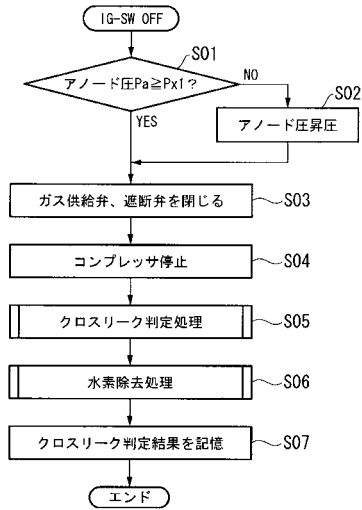 IG-SW OFF
S01
アノード圧Pa≧Px1?
NO
S02
YES
アノード圧昇圧
ガス供給弁、遮断弁を閉じる
S03
コンプレッサ停止
S04
クロスリーク判定処理
S05
水素除去処理
S06
クロスリーク判定結果を記憶
S07
エンド